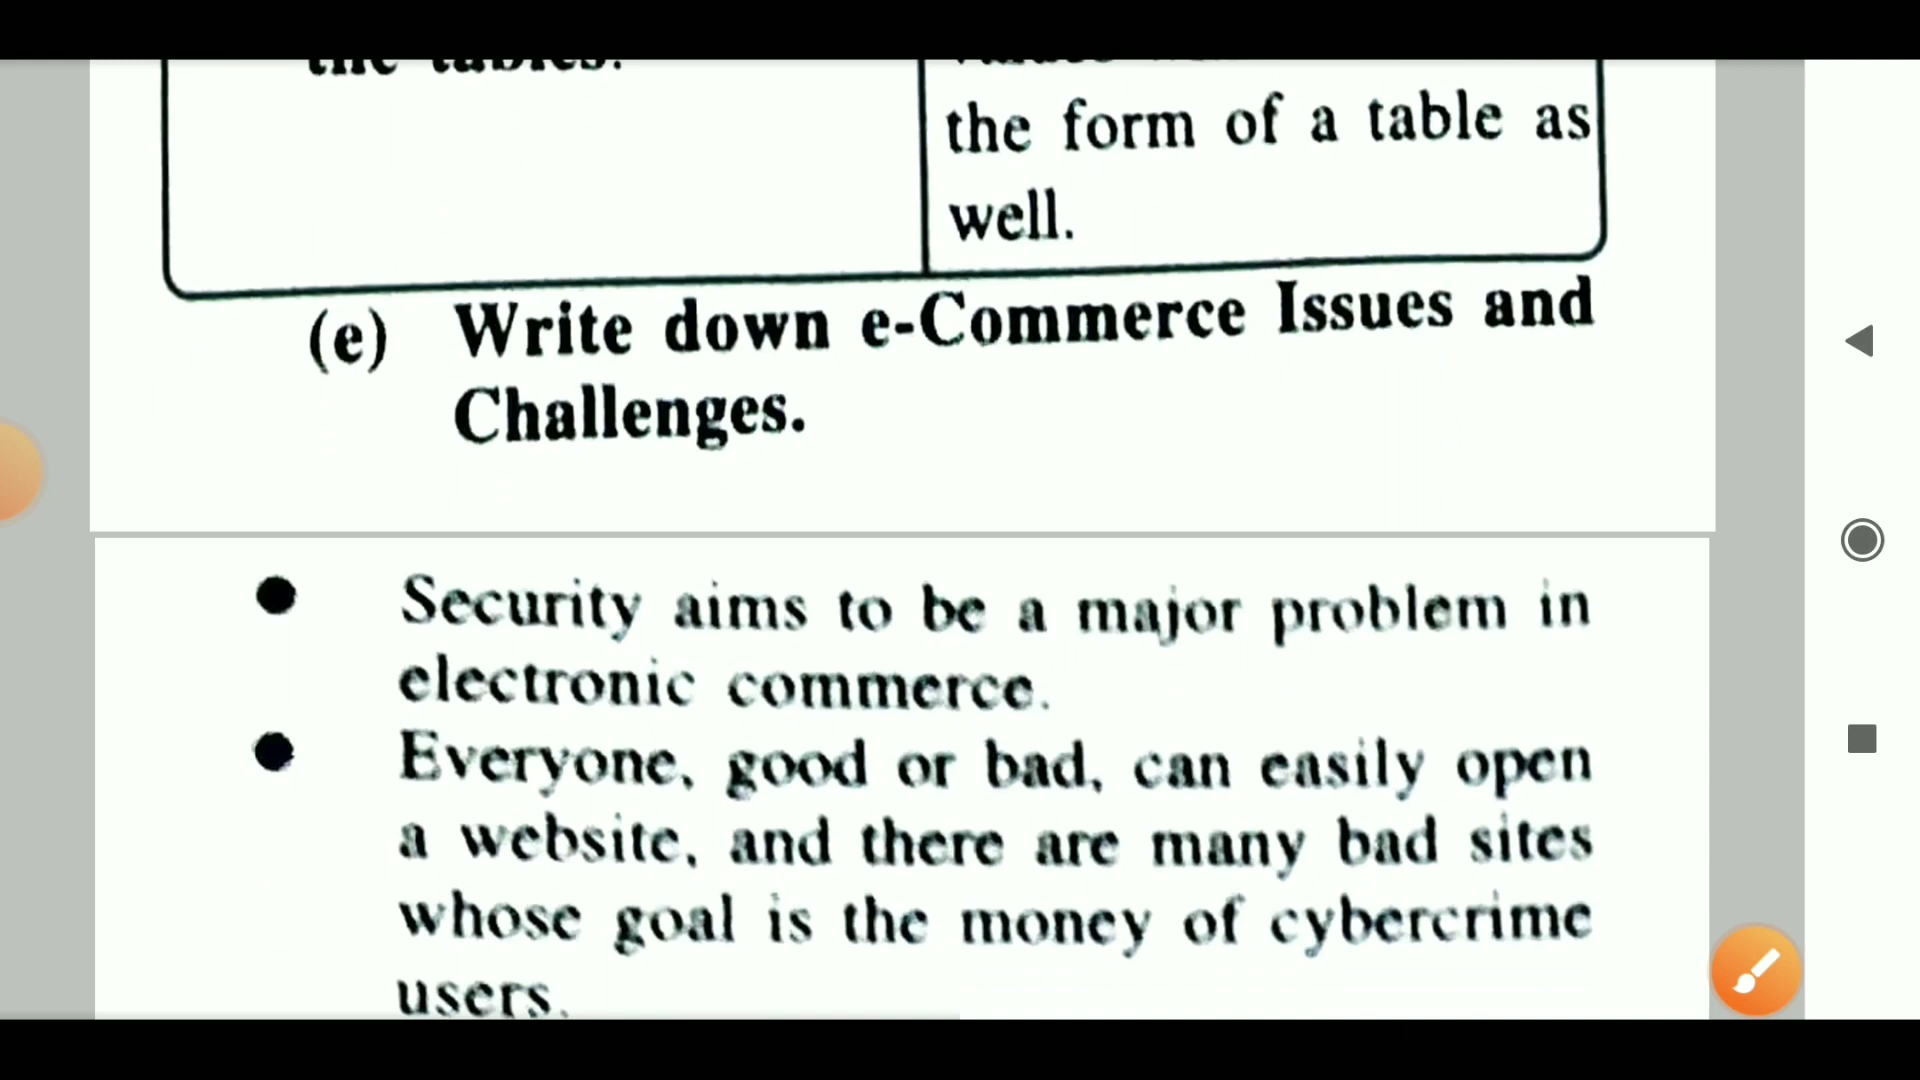 the tables.
the form of a table as
well.
(e) Write down e-Commerce Issues and
Challenges.
● Security aims to be a major problem in
electronic commerce.
● Everyone, good or bad, can easily open
a website, and there are many bad sites
whose goal is the money of cybercrime
users.